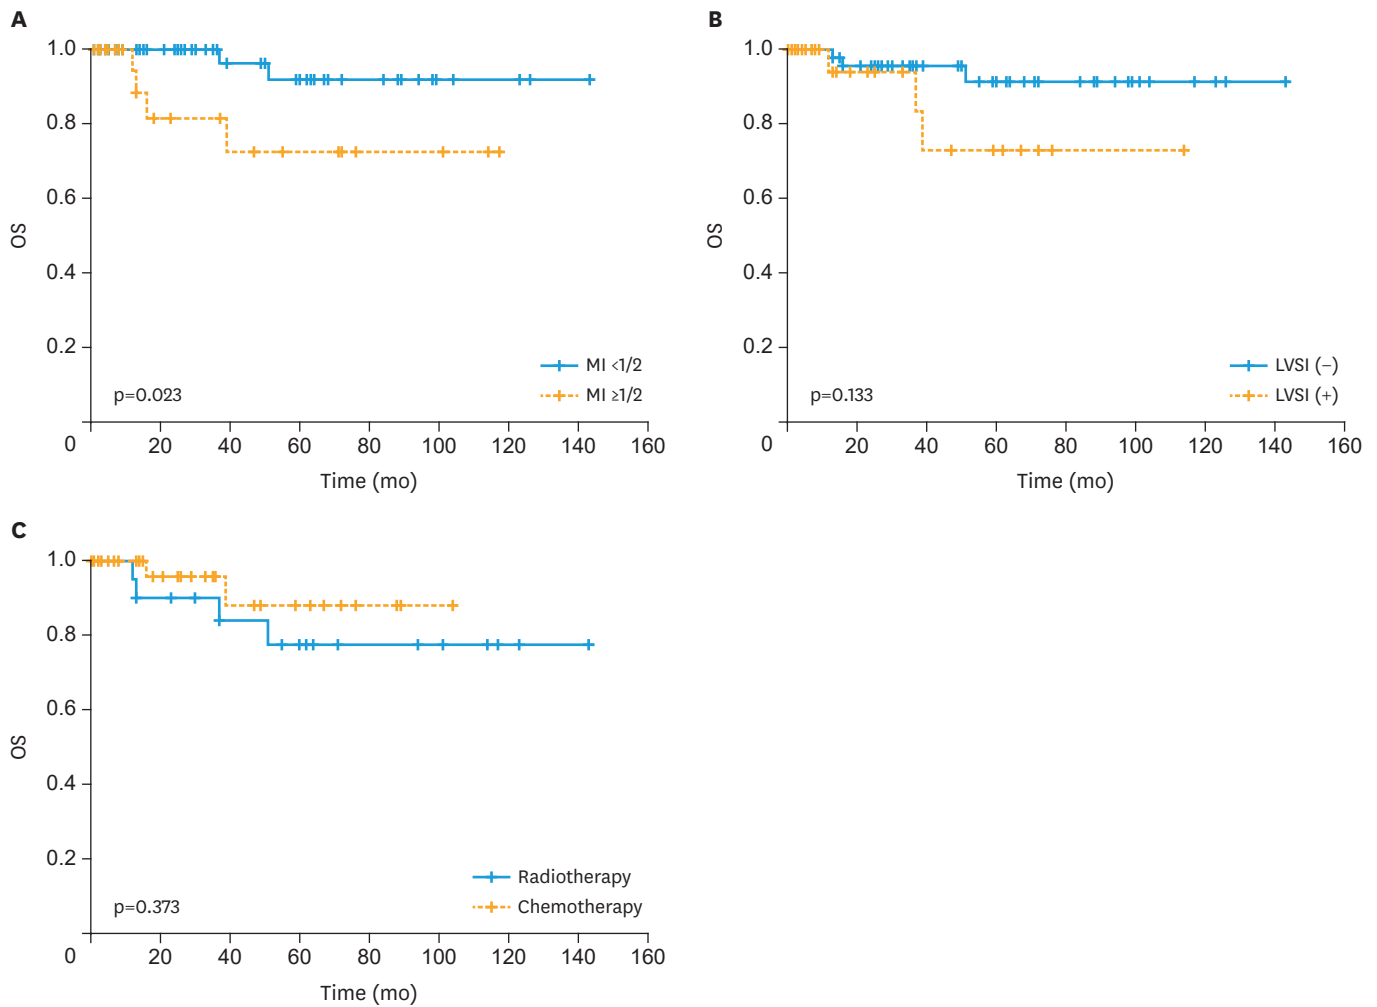 A
1.0
0.8
0.6
0.4
0.2
OS
MI <1/2
MI ≥1/2
p=0.023
0 20 40 60 80 100 120 140 160
Time (mo)
B
1.0
0.8
0.6
0.4
0.2
OS
LVSI (−)
LVSI (+)
p=0.133
0 20 40 60 80 100 120 140 160
Time (mo)
C
1.0
0.8
0.6
0.4
0.2
OS
Radiotherapy
Chemotherapy
p=0.373
0 20 40 60 80 100 120 140 160
Time (mo)